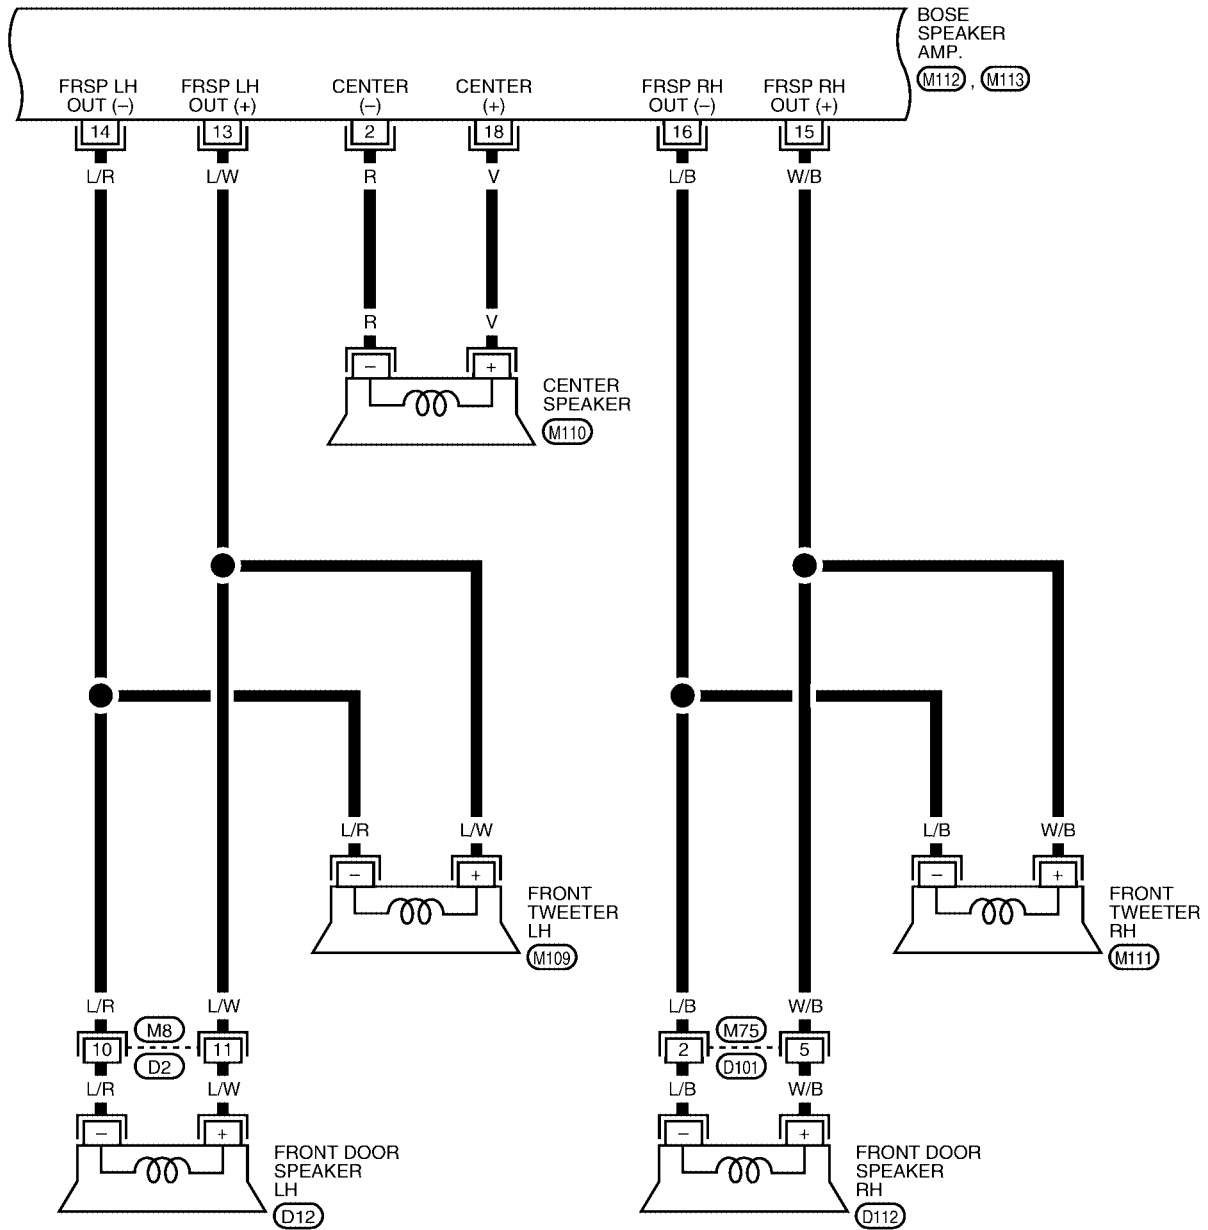 BOSE
SPEAKER
AMP.
M112 , M113
FRSP LH
OUT (–)
FRSP LH
OUT (+)
CENTER
(–)
CENTER
(+)
FRSP RH
OUT (–)
FRSP RH
OUT (+)
14 13 2 18 16 15
L/R L/W R V L/B W/B
R V
– +
CENTER
SPEAKER
M110
L/R L/W L/B W/B
– + – +
FRONT
TWEETER
LH
M109
FRONT
TWEETER
RH
M111
L/R L/W L/B W/B
10 M8 11 2 M75 5
D2 D101
L/R L/W L/B W/B
– + – +
FRONT DOOR
SPEAKER
LH
D12
FRONT DOOR
SPEAKER
RH
D112